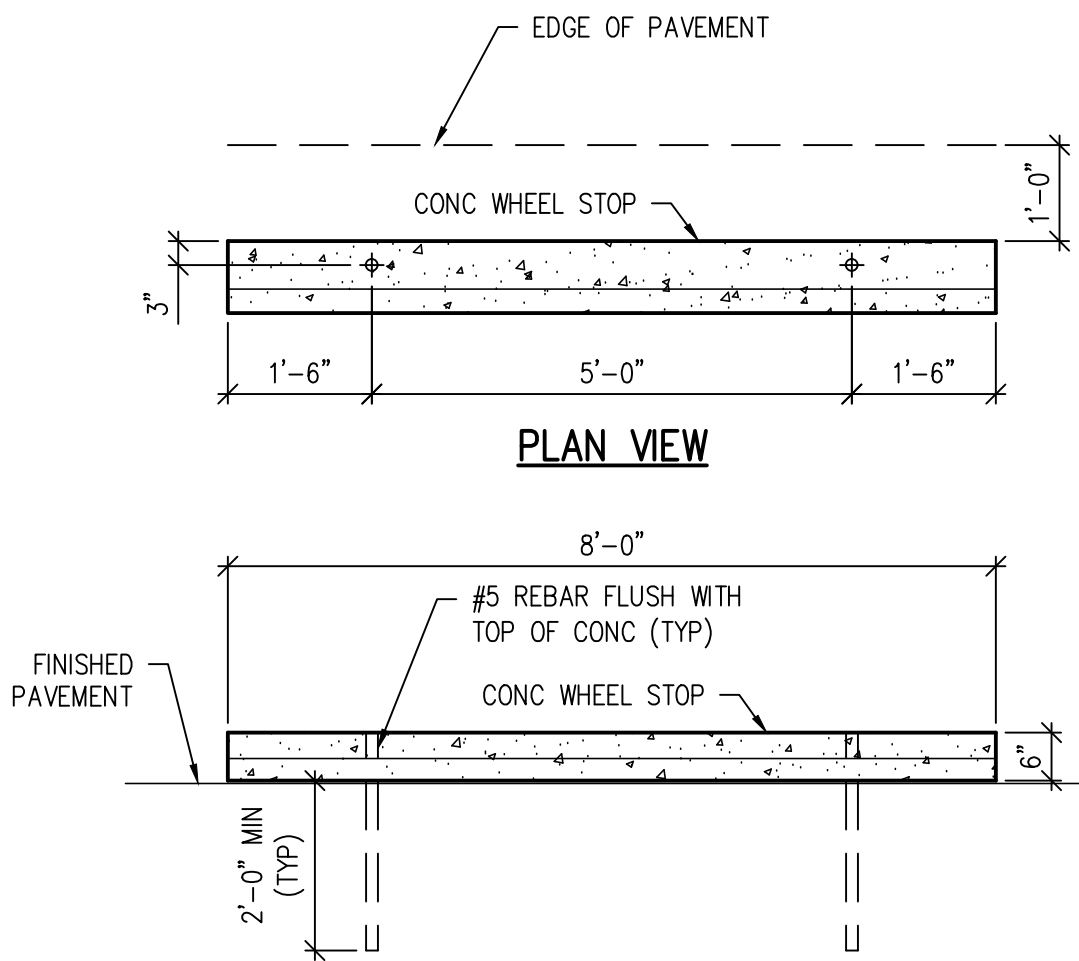 EDGE OF PAVEMENT
1'-0"
CONC WHEEL STOP
3"
1'-6"
5'-0"
1'-6"
PLAN VIEW
8'-0"
#5 REBAR FLUSH WITH
TOP OF CONC (TYP)
FINISHED
PAVEMENT
CONC WHEEL STOP
6"
2'-0" MIN
(TYP)